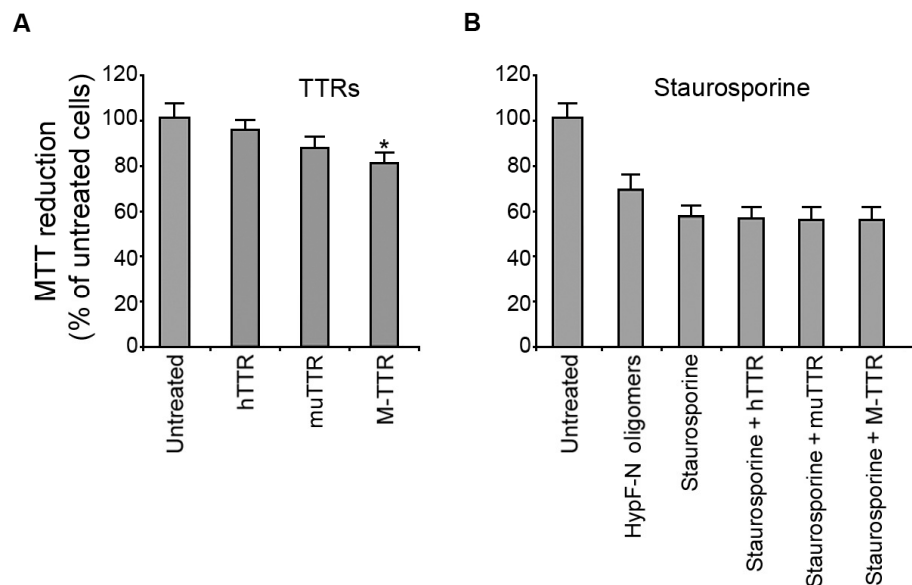 A
MTT reduction
(% of untreated cells)
120
100
80
60
40
20
0
TTRs
*
Untreated
hTTR
muTTR
M-TTR
B
120
100
80
60
40
20
0
Staurosporine
Untreated
HypF-N oligomers
Staurosporine
Staurosporine + hTTR
Staurosporine + muTTR
Staurosporine + M-TTR